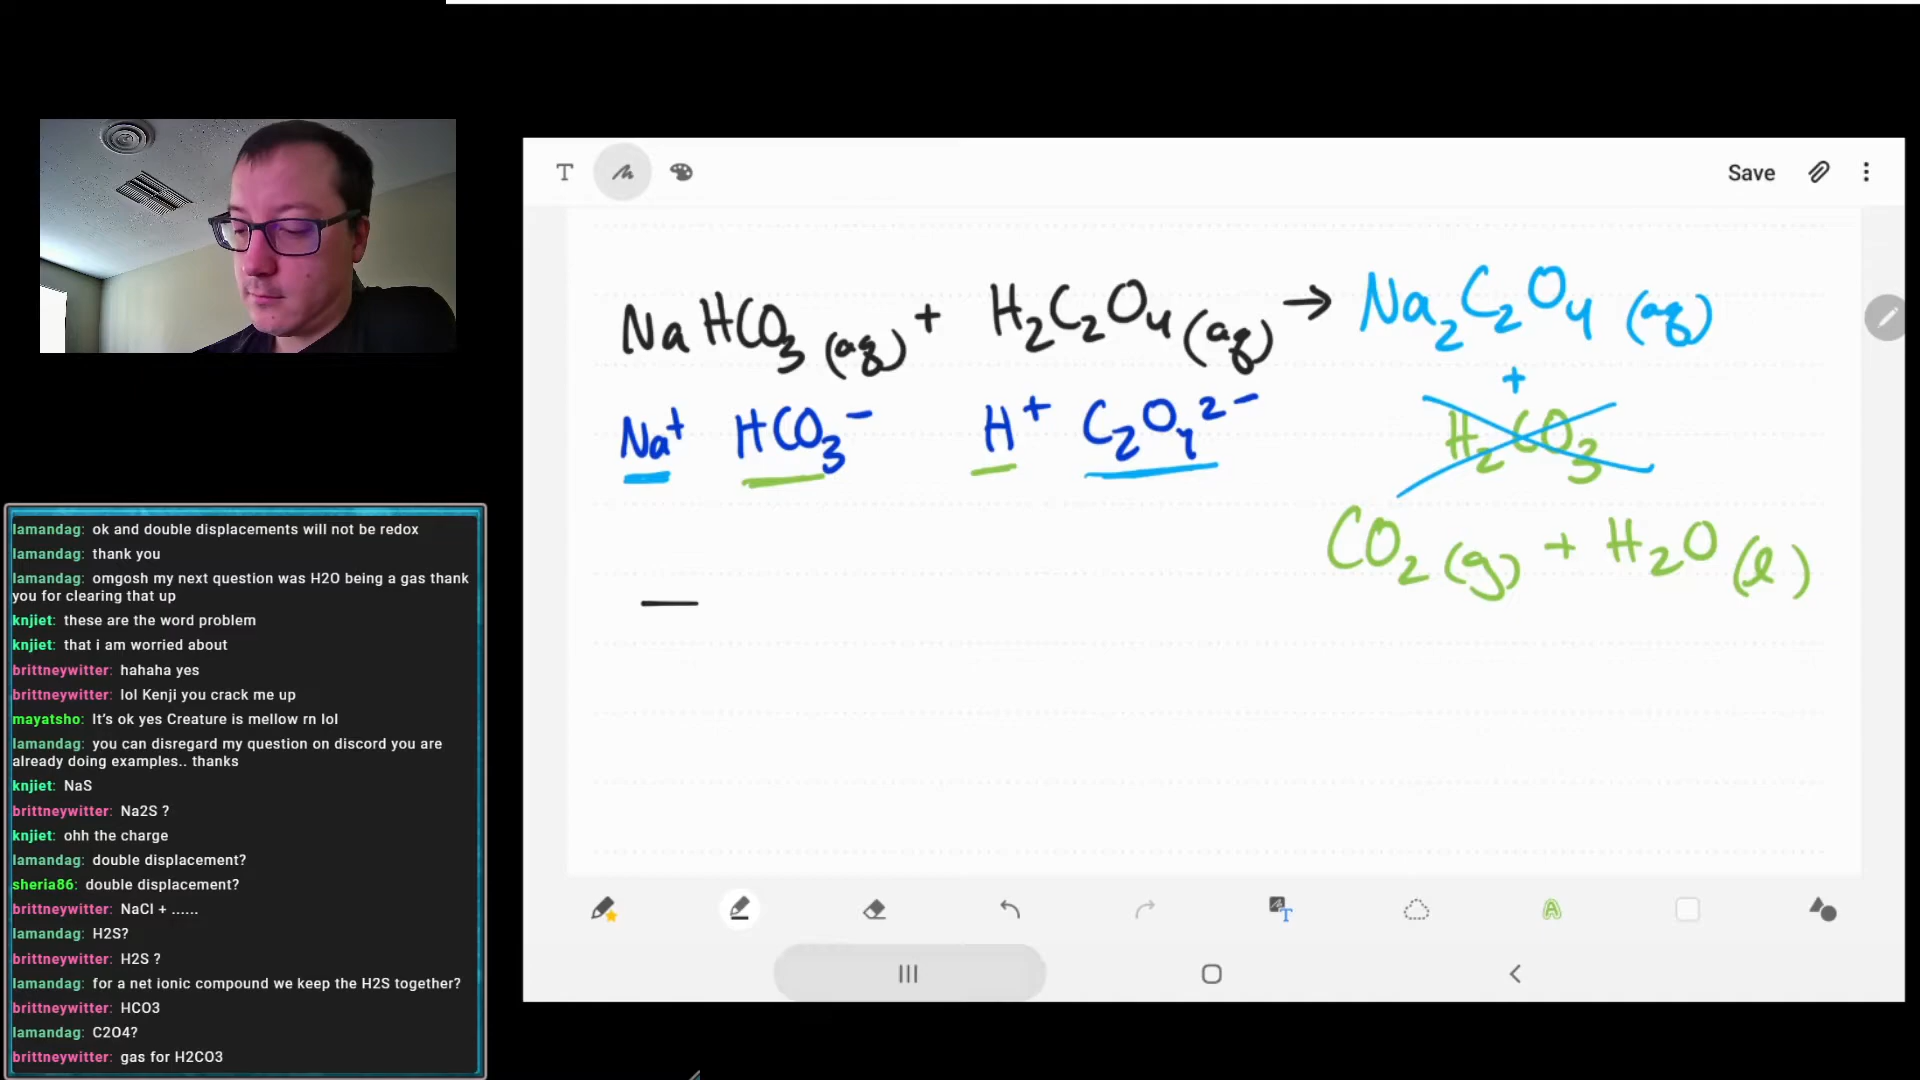 T
Save
NaHCO3 (aq) + H2C2O4 (aq) → Na2C2O4 (aq)
+
Na+ HCO3− H+ C2O4 2− H2CO3
CO2 (g) + H2O (l)
lamandag: ok and double displacements will not be redox
lamandag: thank you
lamandag: omgosh my next question was H2O being a gas thank
you for clearing that up
knjiet: these are the word problem
knjiet: that i am worried about
brittneywitter: hahaha yes
brittneywitter: lol Kenji you crack me up
mayatsho: It's ok yes Creature is mellow rn lol
lamandag: you can disregard my question on discord you are
already doing examples.. thanks
knjiet: NaS
brittneywitter: Na2S ?
knjiet: ohh the charge
lamandag: double displacement?
sheria86: double displacement?
brittneywitter: NaCl + ......
lamandag: H2S?
brittneywitter: H2S ?
lamandag: for a net ionic compound we keep the H2S together?
brittneywitter: HCO3
lamandag: C2O4?
brittneywitter: gas for H2CO3